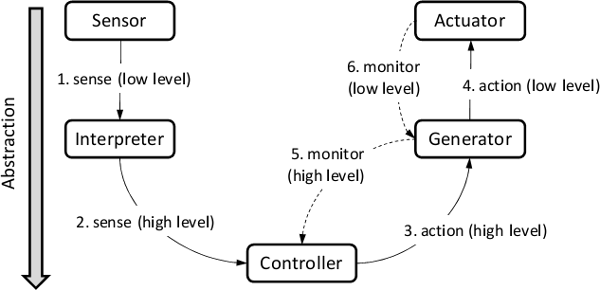 Sensor
Actuator
1. sense (low level)
6. monitor
(low level)
4. action (low level)
Interpreter
Generator
5. monitor
(high level)
2. sense (high level)
3. action (high level)
Controller
Abstraction